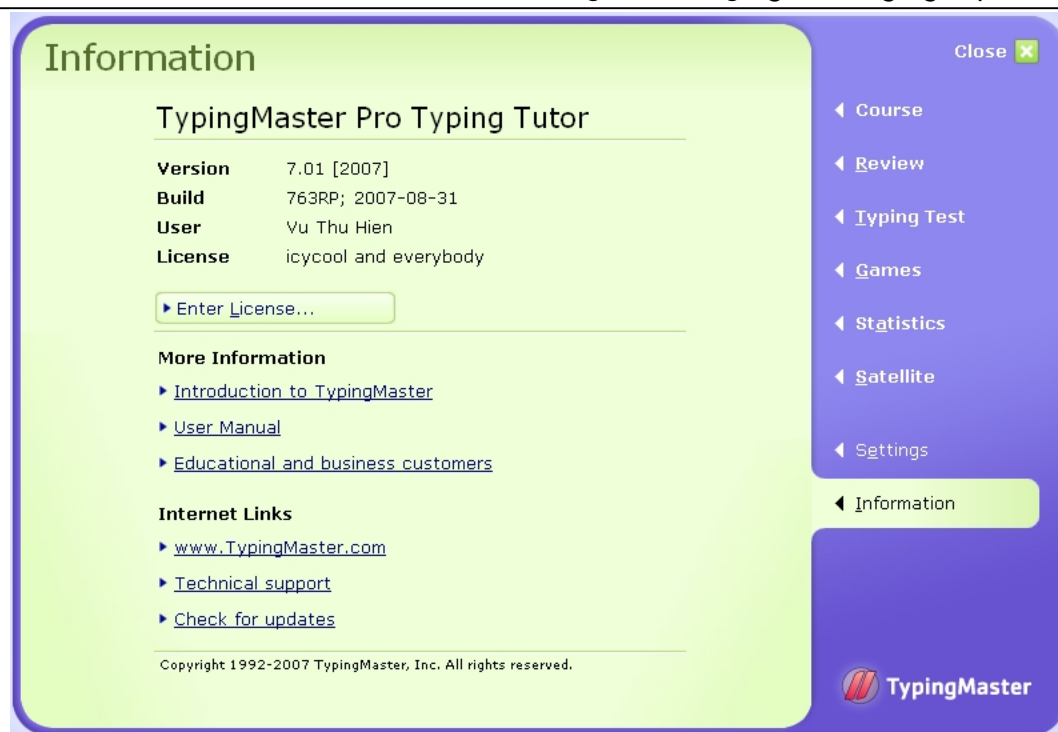 Information
TypingMaster Pro Typing Tutor
Version 7.01 [2007]
Build 763RP; 2007-08-31
User Vu Thu Hien
License icycool and everybody
Enter License...
More Information
Introduction to TypingMaster
User Manual
Educational and business customers
Internet Links
www.TypingMaster.com
Technical support
Check for updates
Copyright 1992-2007 TypingMaster, Inc. All rights reserved.
Close
Course
Review
Typing Test
Games
Statistics
Satellite
Settings
Information
TypingMaster